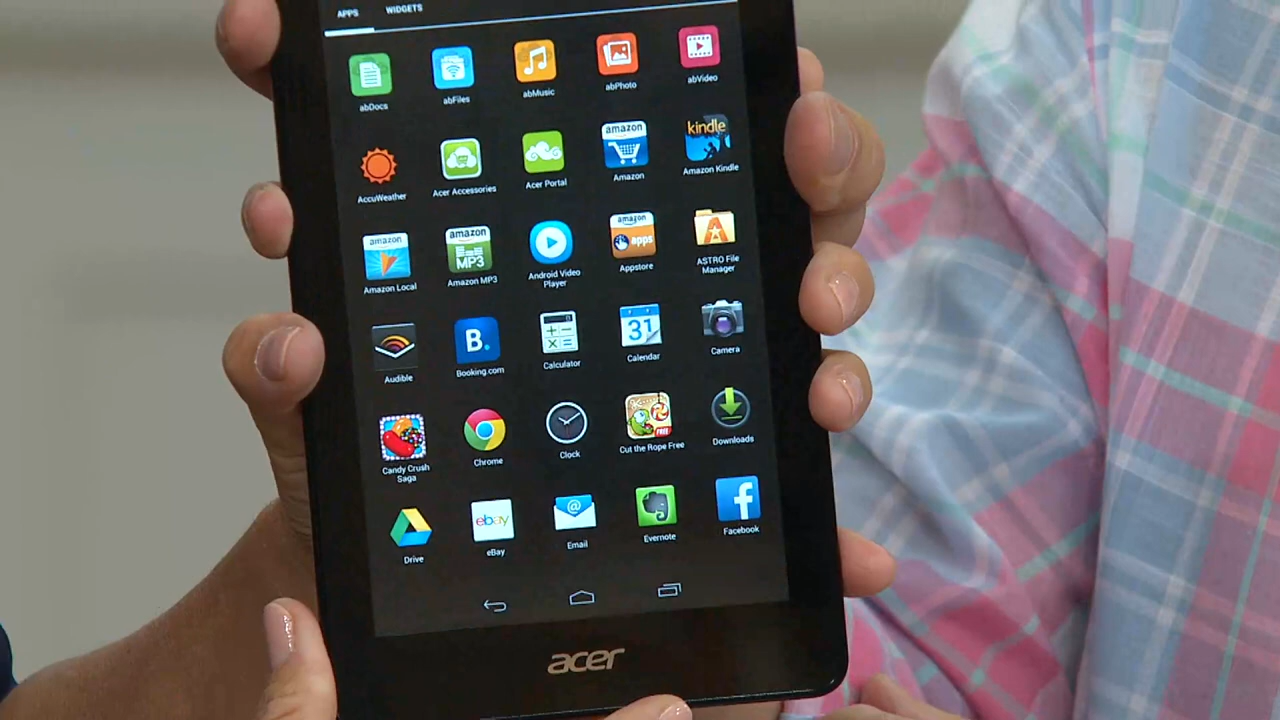 APPS WIDGETS
abDocs abFiles abMusic abPhoto abVideo
amazon kindle
AccuWeather Acer Accessories Acer Portal Amazon Amazon Kindle
amazon amazon MP3 amazon apps
Amazon Local Amazon MP3 Android Video Player Appstore ASTRO File Manager
B. 31
Audible Booking.com Calculator Calendar Camera
FREE
Candy Crush Saga Chrome Clock Cut the Rope Free Downloads
ebay @ f
Drive eBay Email Evernote Facebook
acer